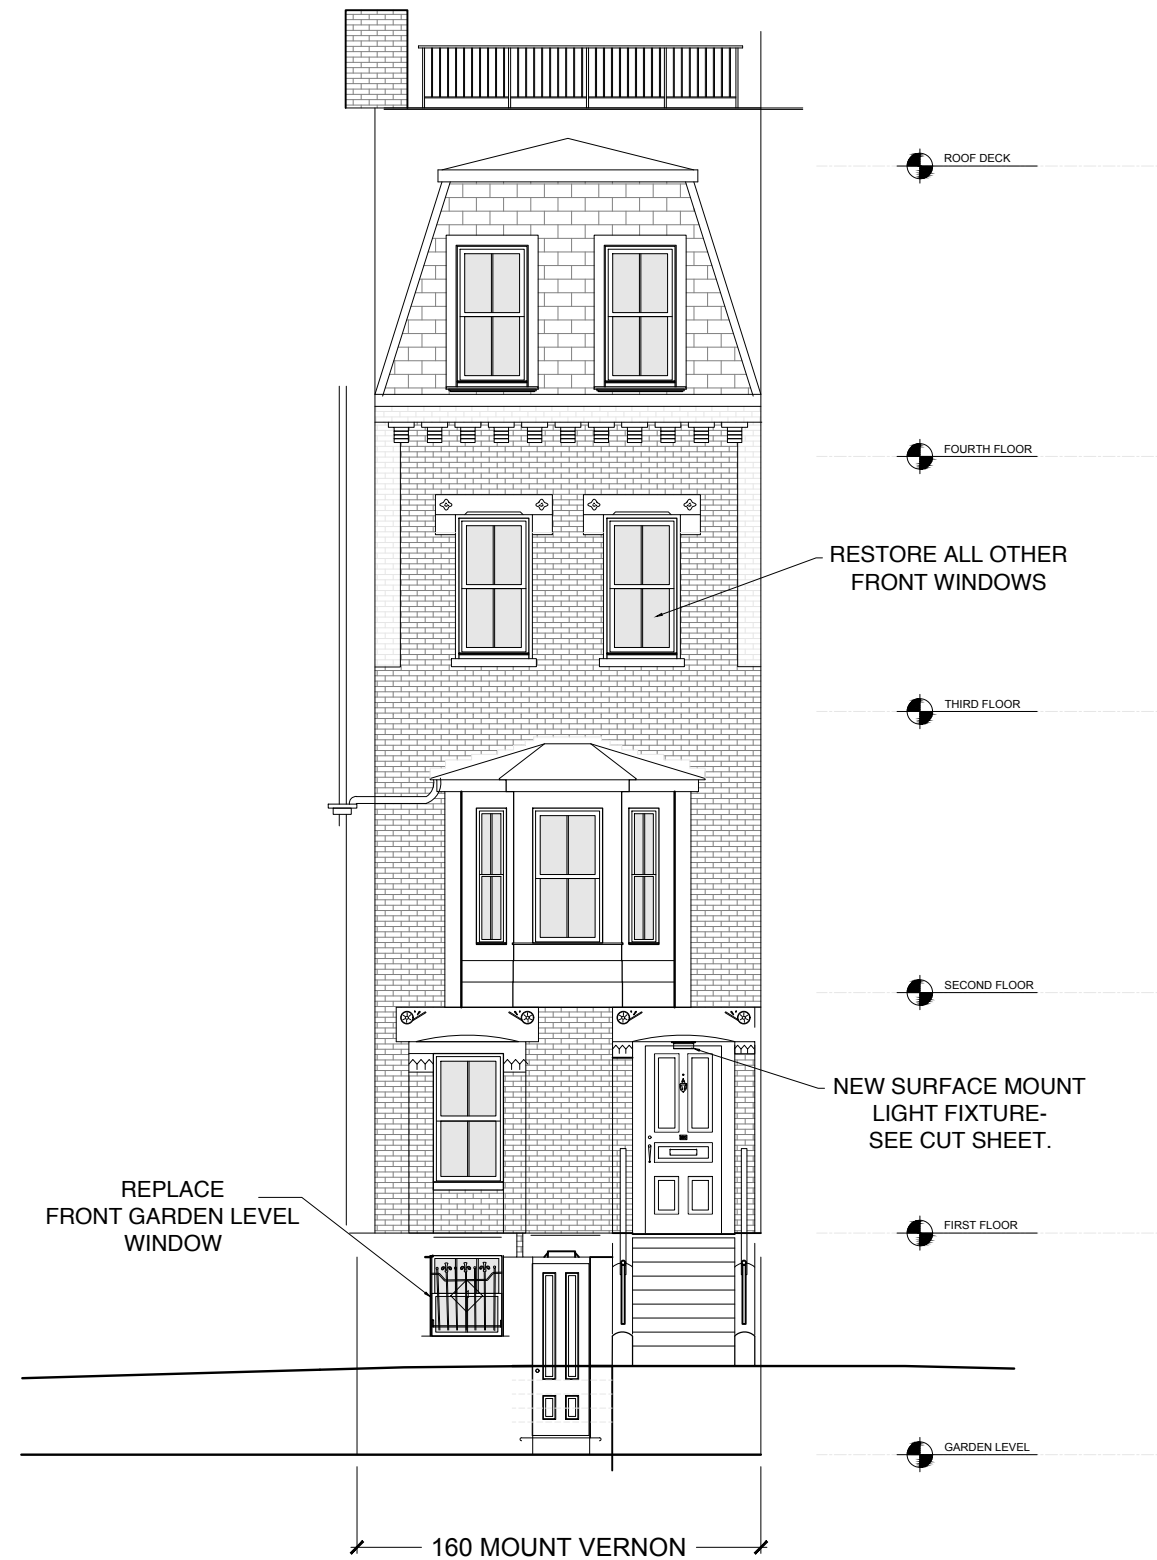 ROOF DECK
FOURTH FLOOR
RESTORE ALL OTHER
FRONT WINDOWS
THIRD FLOOR
SECOND FLOOR
NEW SURFACE MOUNT
LIGHT FIXTURE-
SEE CUT SHEET.
REPLACE
FRONT GARDEN LEVEL
WINDOW
FIRST FLOOR
GARDEN LEVEL
160 MOUNT VERNON